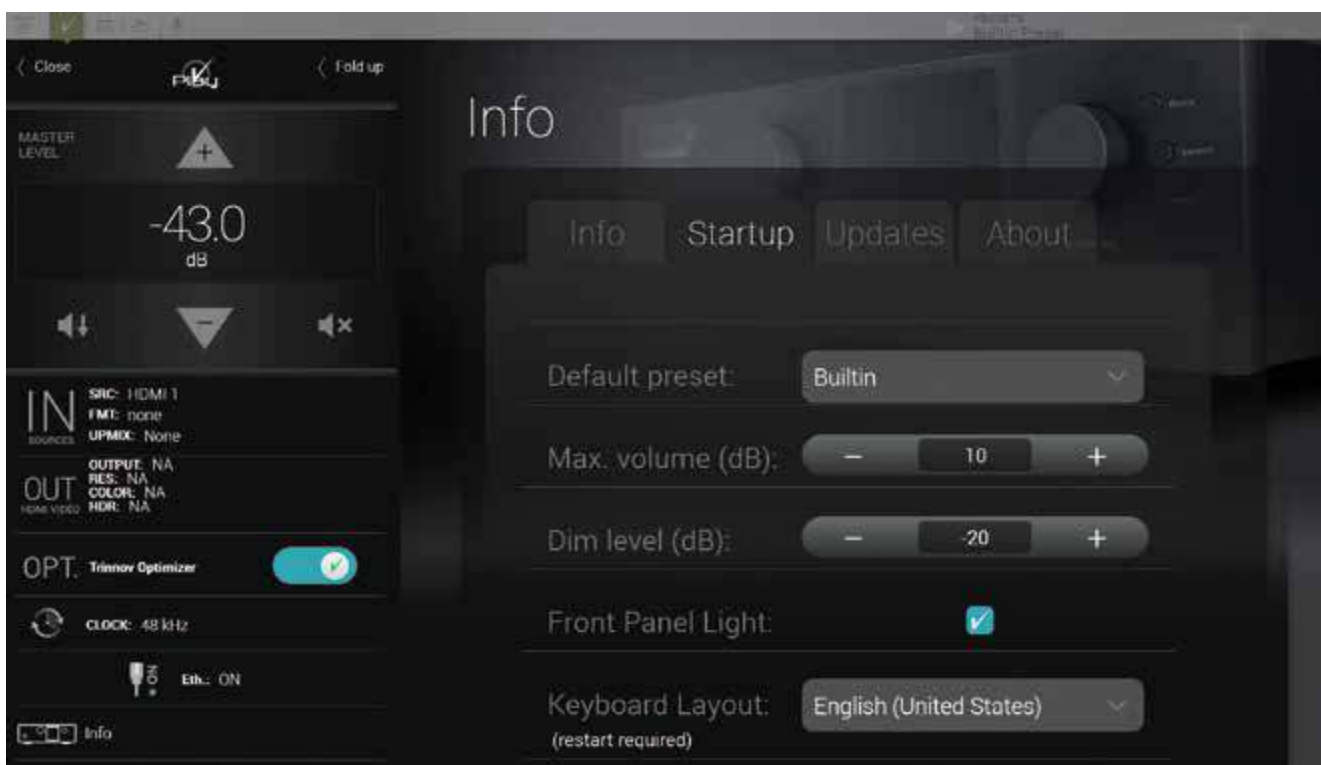 Close
Fold up
MASTER
LEVEL
+
-43.0
dB
-
IN
SOURCES
SRC: HDMI 1
FMT: none
UPMIX: None
OUT
HDMI VIDEO
OUTPUT: NA
RES: NA
COLOR: NA
HDR: NA
OPT. Trinnov Optimizer
CLOCK: 48 kHz
Eth.: ON
Info
Info
Info Startup Updates About
Default preset: Builtin
Max. volume (dB): − 10 +
Dim level (dB): − -20 +
Front Panel Light:
Keyboard Layout: English (United States)
(restart required)